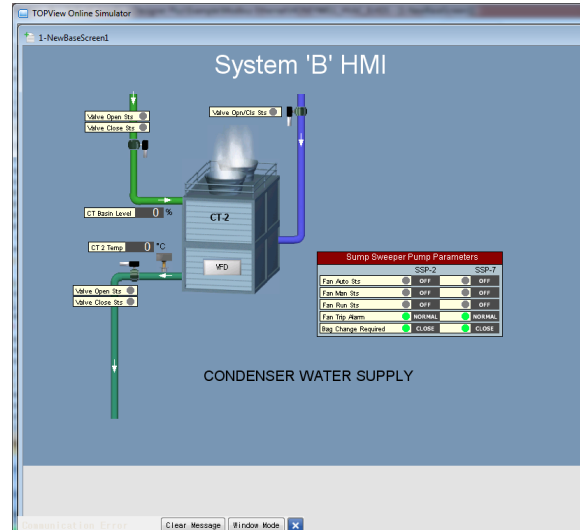 TOPView Online Simulator
1-NewBaseScreen1
System 'B' HMI
Valve Open Sts
Valve Close Sts
Valve Opn/Cls Sts
CT Basin Level 0 %
CT-2
CT 2 Temp 0 °C
VFD
Valve Open Sts
Valve Close Sts
Sump Sweeper Pump Parameters
SSP-2 SSP-7
Fan Auto Sts OFF OFF
Fan Man Sts OFF OFF
Fan Run Sts OFF OFF
Fan Trip Alarm NORMAL NORMAL
Bag Change Required CLOSE CLOSE
CONDENSER WATER SUPPLY
Communication Error Clear Message Window Mode X